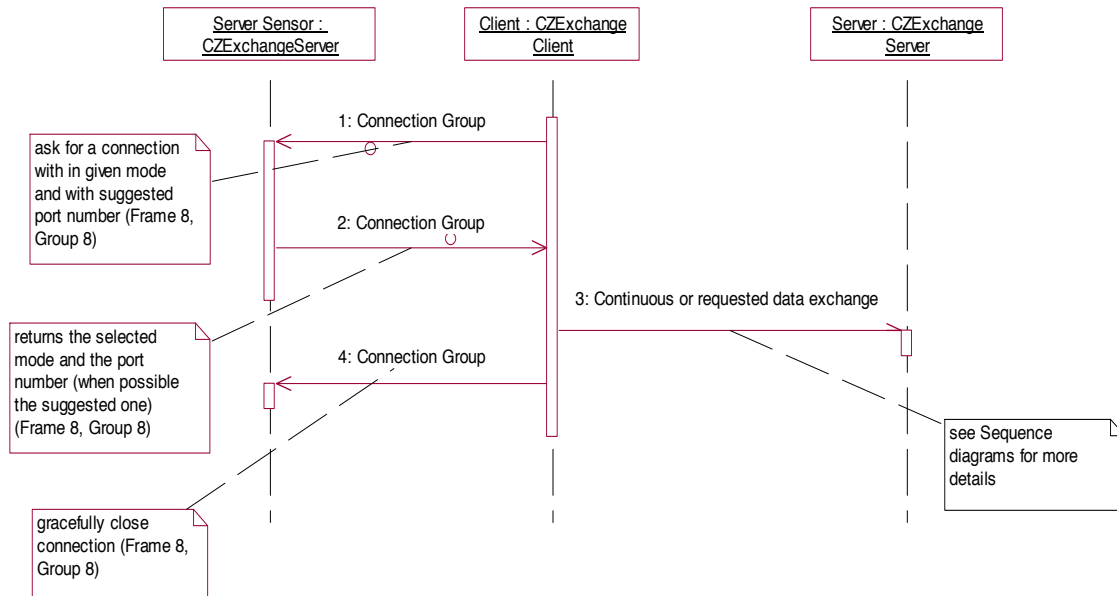 Server Sensor :
CZExchangeServer
Client : CZExchange
Client
Server : CZExchange
Server
1: Connection Group
ask for a connection
with in given mode
and with suggested
port number (Frame 8,
Group 8)
2: Connection Group
3: Continuous or requested data exchange
returns the selected
mode and the port
number (when possible
the suggested one)
(Frame 8, Group 8)
4: Connection Group
see Sequence
diagrams for more
details
gracefully close
connection (Frame 8,
Group 8)